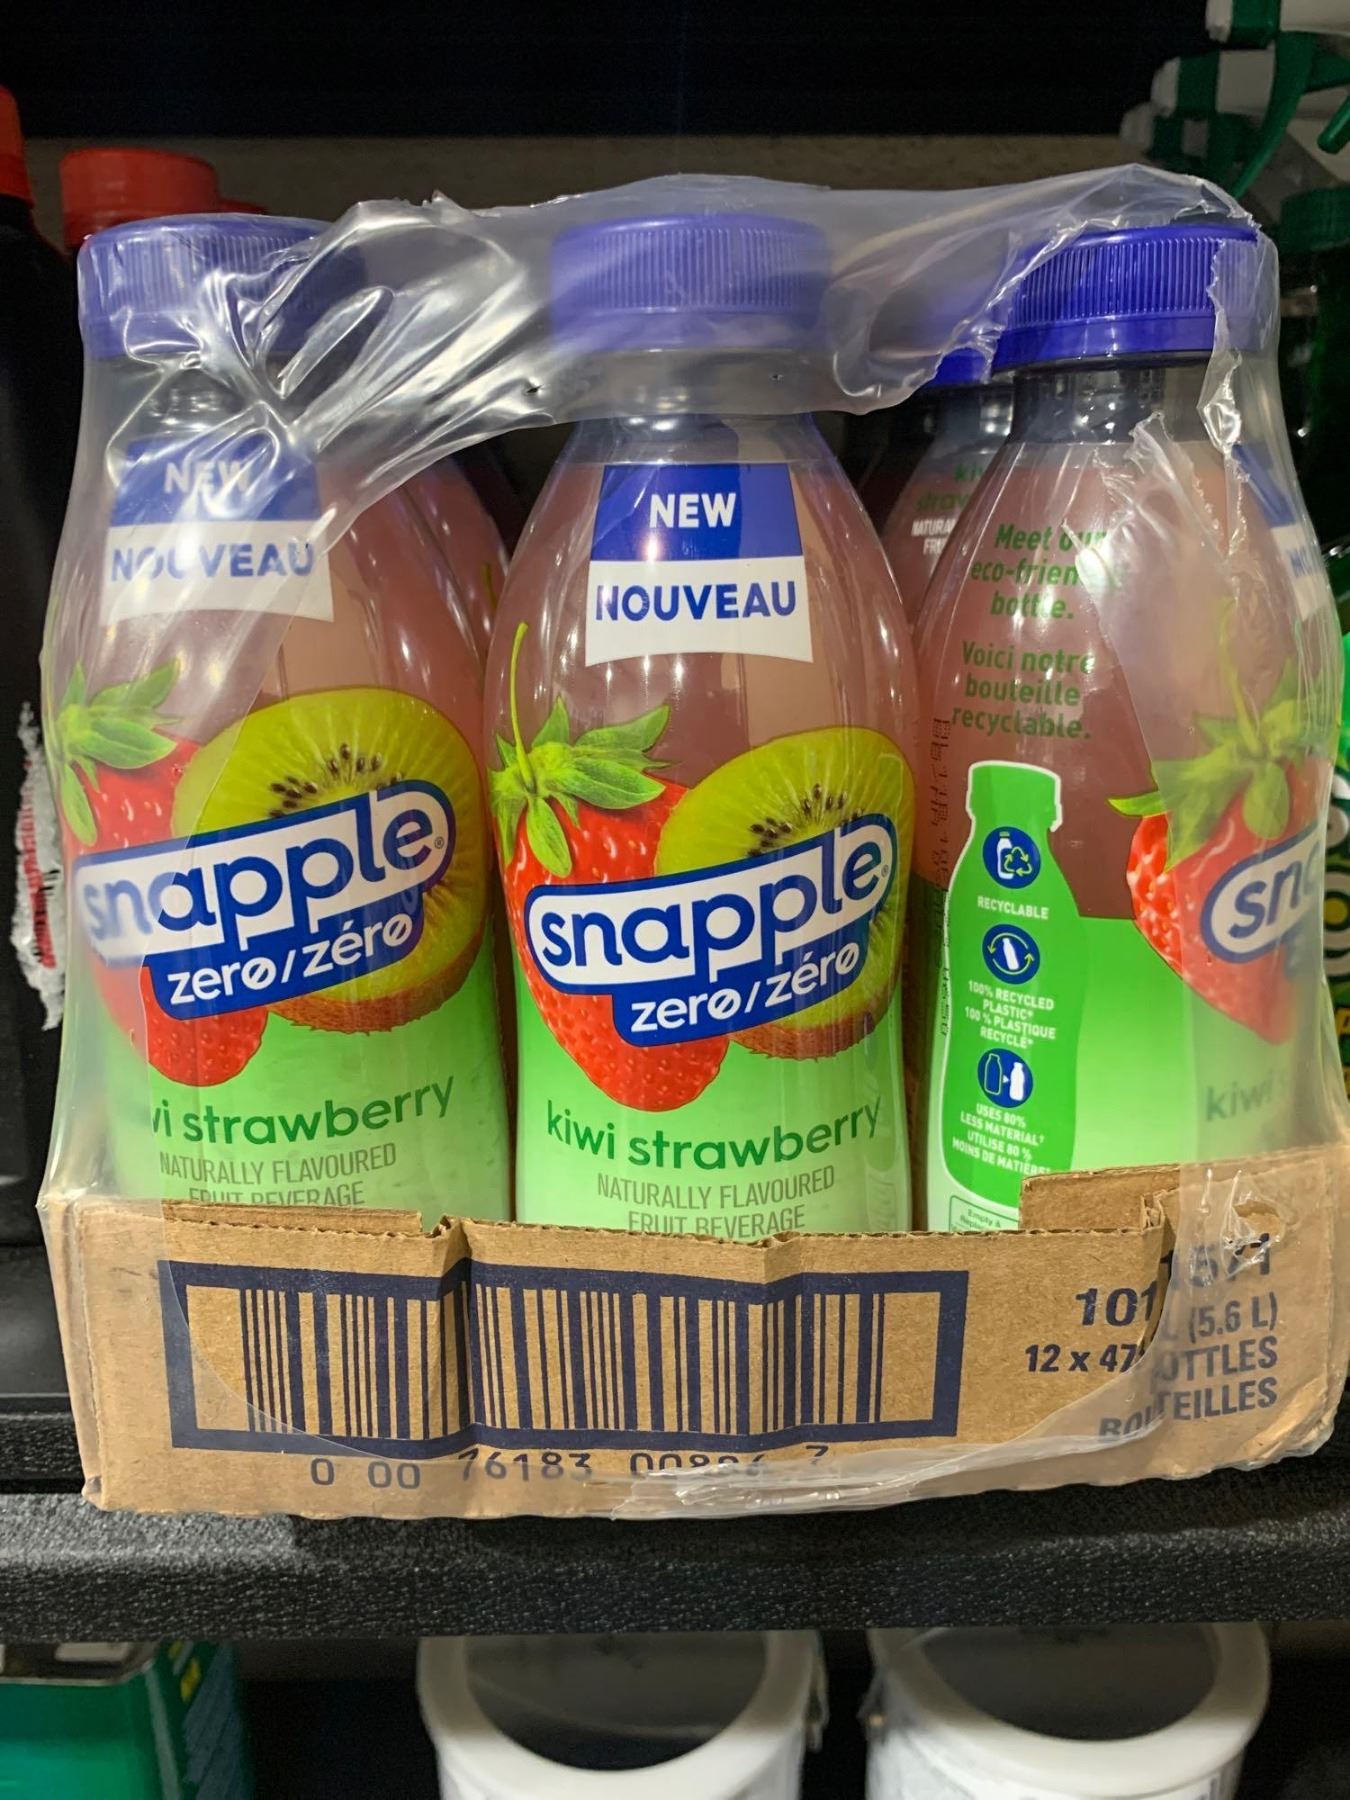 NEW
NOUVEAU
snapple®
zerø/zérø
strawberry
NATURALLY FLAVOURED
FRUIT BEVERAGE
NEW
NOUVEAU
snapple®
zerø/zérø
kiwi strawberry
NATURALLY FLAVOURED
FRUIT BEVERAGE
Meet our
eco-friendly
bottle.
Voici notre
bouteille
recyclable.
RECYCLABLE
100% RECYCLED
PLASTIC*
100 % PLASTIQUE
RECYCLÉ*
USES 80%
LESS MATERIAL†
UTILISE 80 %
MOINS DE MATIÈRE†
kiwi
0 00 76183
12 x 47
(5.6 L)
BOTTLES
BOUTEILLES